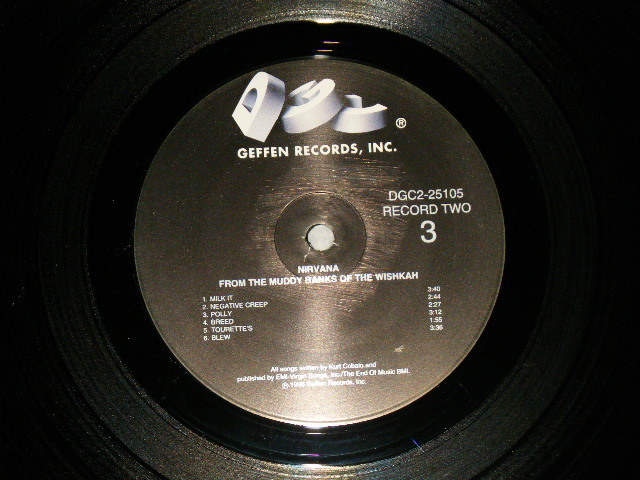 DGC
®
GEFFEN RECORDS, INC.
DGC2-25105
RECORD TWO
3
NIRVANA
FROM THE MUDDY BANKS OF THE WISHKAH
1. MILK IT 3:40
2. NEGATIVE CREEP 2:44
3. POLLY 2:27
4. BREED 3:12
5 TOURETTE'S 1:55
6. BLEW 3:36
All songs written by Kurt Cobain and
published by EMI-Virgin Songs, Inc./The End Of Music BMI.
Ⓟ 1996 Geffen Records, Inc.